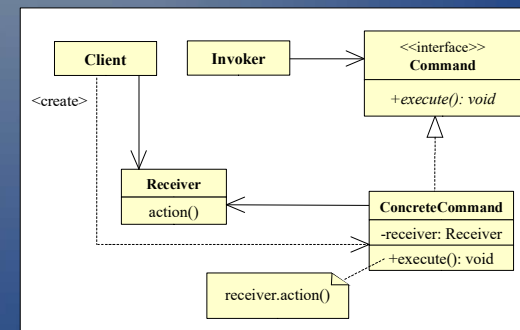 Client
Invoker
<<interface>>
Command
+execute(): void
<create>
Receiver
action()
ConcreteCommand
-receiver: Receiver
+execute(): void
receiver.action()